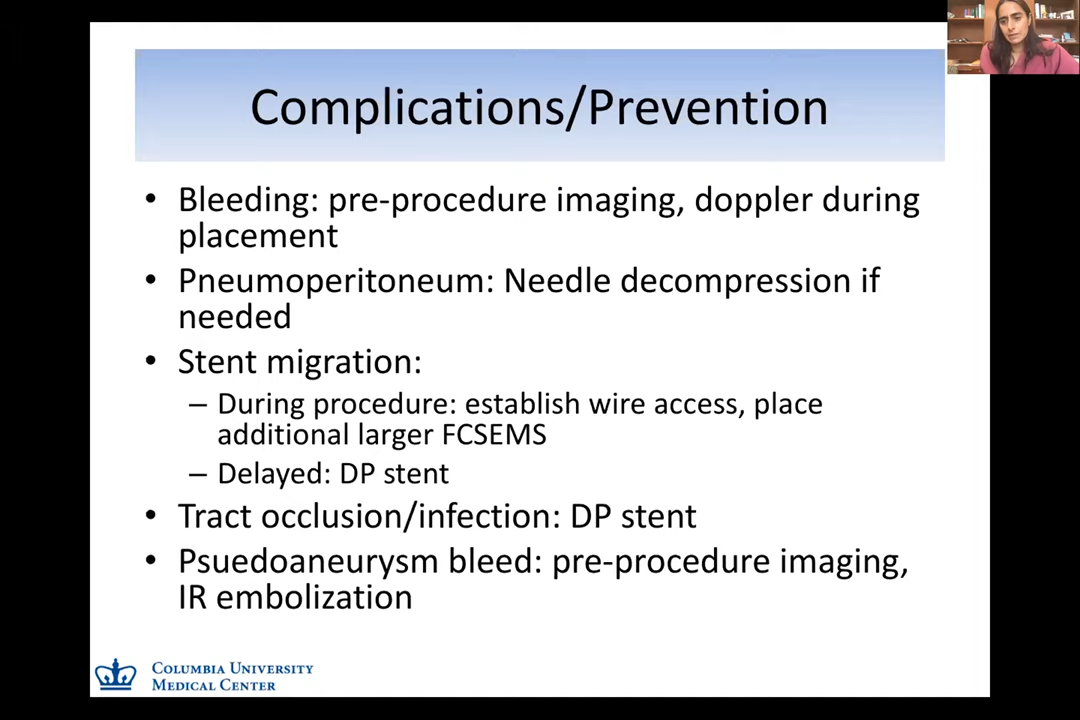 Complications/Prevention
• Bleeding: pre-procedure imaging, doppler during
placement
• Pneumoperitoneum: Needle decompression if
needed
• Stent migration:
– During procedure: establish wire access, place
additional larger FCSEMS
– Delayed: DP stent
• Tract occlusion/infection: DP stent
• Psuedoaneurysm bleed: pre-procedure imaging,
IR embolization
COLUMBIA UNIVERSITY
MEDICAL CENTER